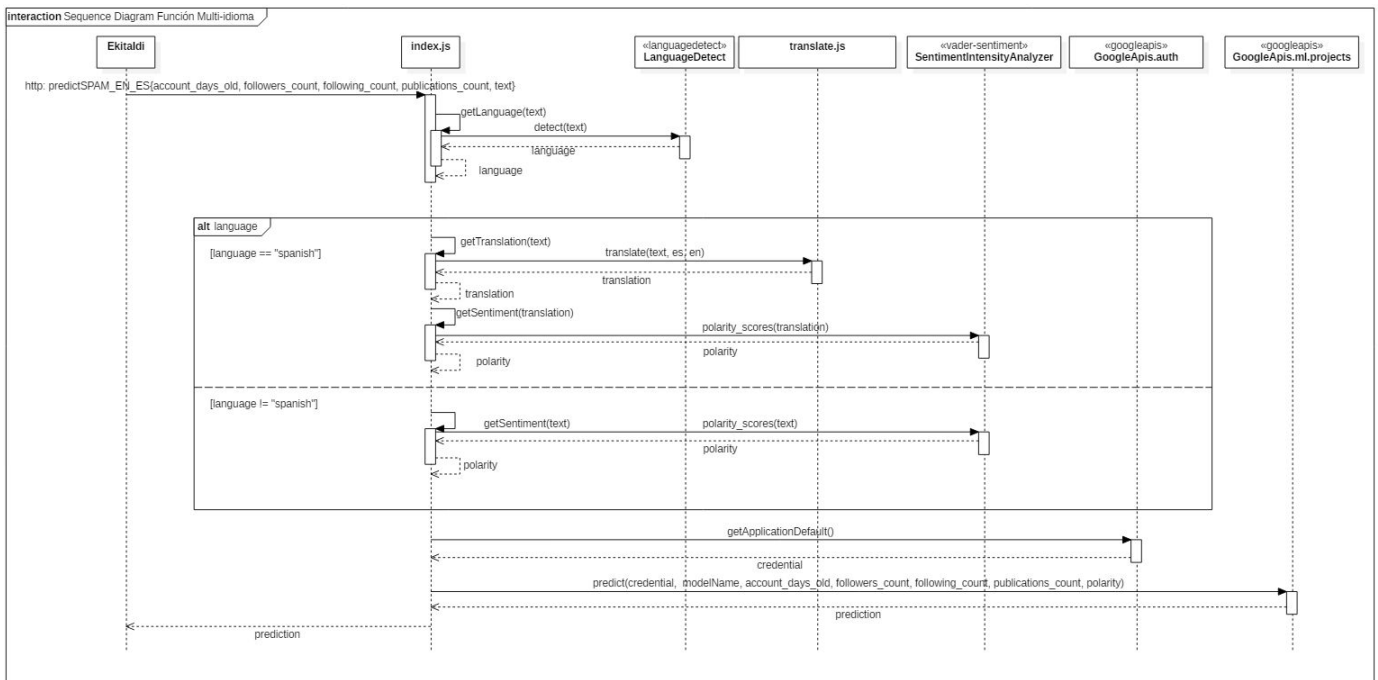 interaction Sequence Diagram Función Multi-idioma
Ekitaldi
index.js
«languagedetect»
LanguageDetect
translate.js
«vader-sentiment»
SentimentIntensityAnalyzer
«googleapis»
GoogleApis.auth
«googleapis»
GoogleApis.ml.projects
http: predictSPAM_EN_ES{account_days_old, followers_count, following_count, publications_count, text}
getLanguage(text)
detect(text)
language
language
alt language
[language == "spanish"]
getTranslation(text)
translate(text, es, en)
translation
translation
getSentiment(translation)
polarity_scores(translation)
polarity
polarity
[language != "spanish"]
getSentiment(text)
polarity_scores(text)
polarity
polarity
getApplicationDefault()
credential
predict(credential, modelName, account_days_old, followers_count, following_count, publications_count, polarity)
prediction
prediction